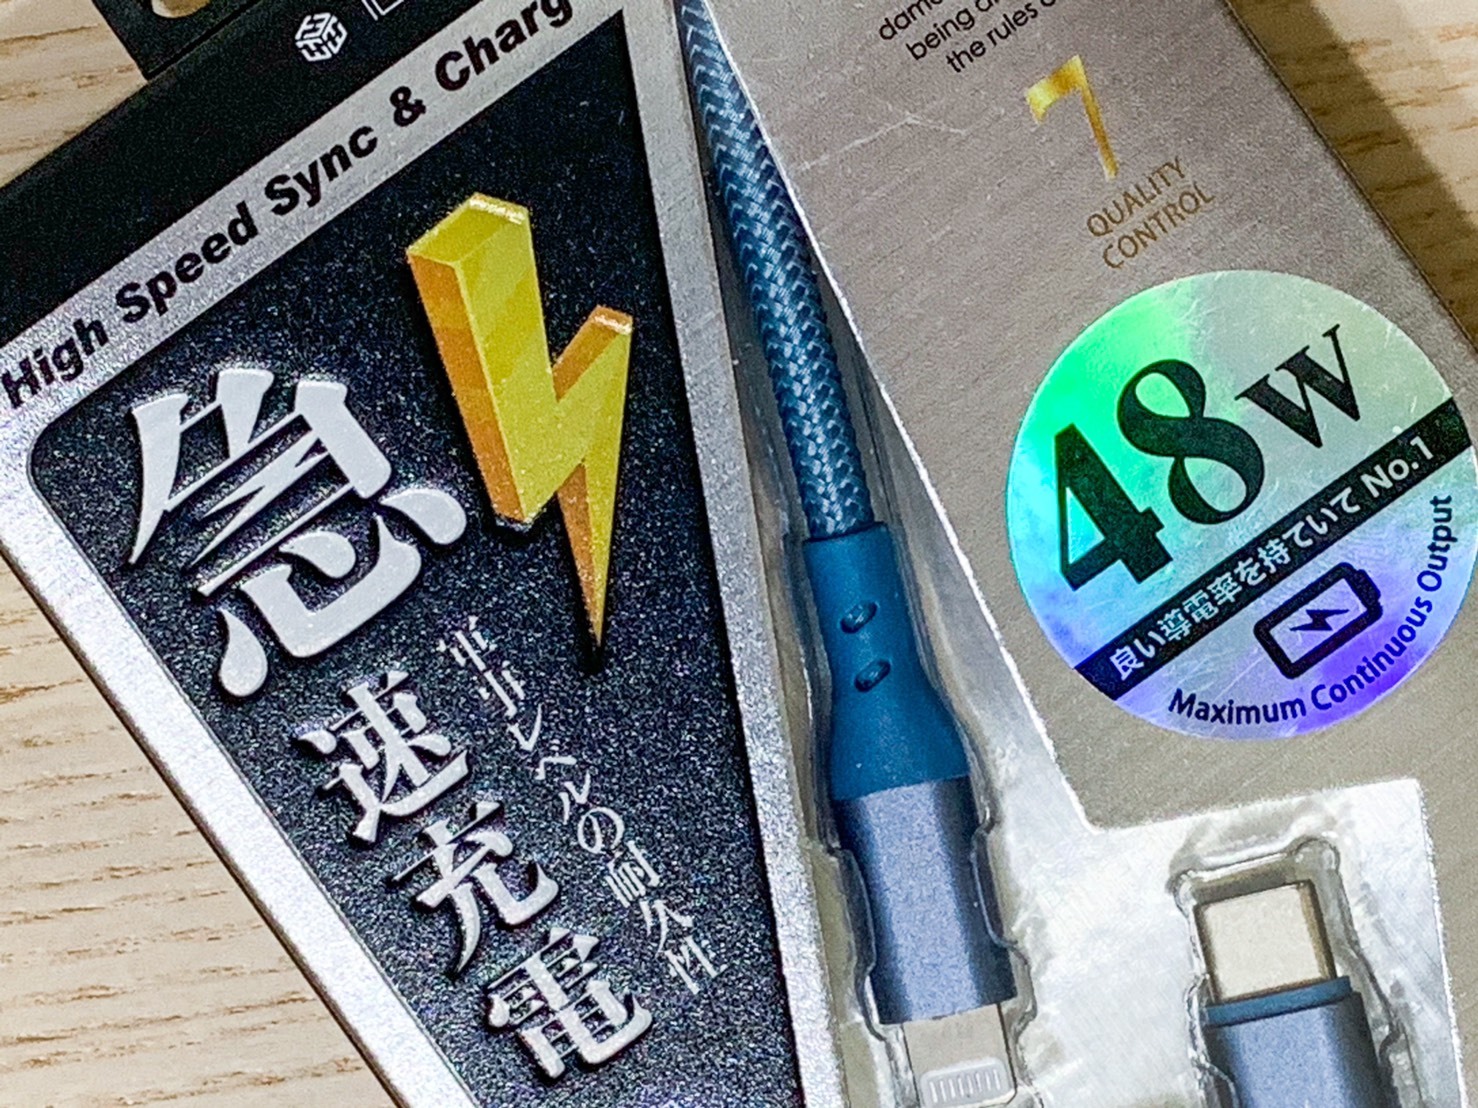 High Speed Sync & Charg
急速充電
軍事レベルの耐久性
being
the rules
7
QUALITY
CONTROL
48W
良い導電率を持ていて No.1
Maximum Continuous Output